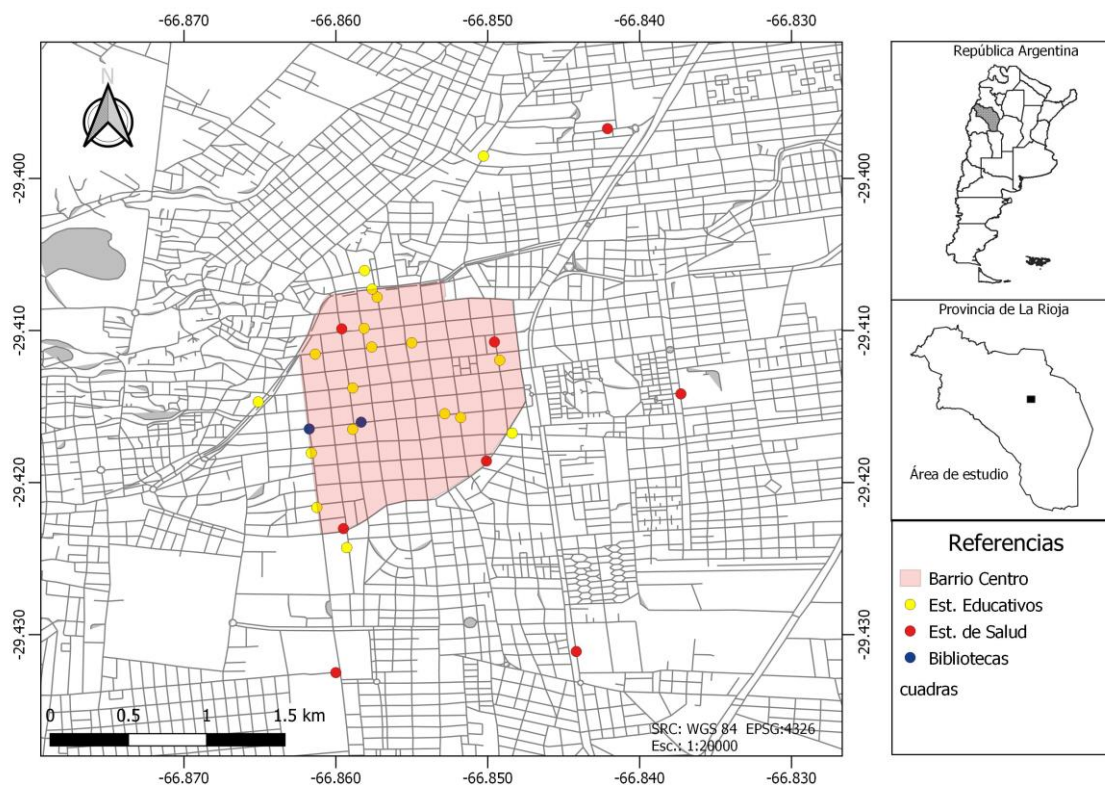 -66.870 -66.860 -66.850 -66.840 -66.830
N
-29.400
-29.410
-29.420
-29.430
-29.400
-29.410
-29.420
-29.430
0 0.5 1 1.5 km
SRC: WGS 84 EPSG:4326
Esc.: 1:20000
-66.870 -66.860 -66.850 -66.840 -66.830
República Argentina
Provincia de La Rioja
Área de estudio
Referencias
Barrio Centro
Est. Educativos
Est. de Salud
Bibliotecas
cuadras